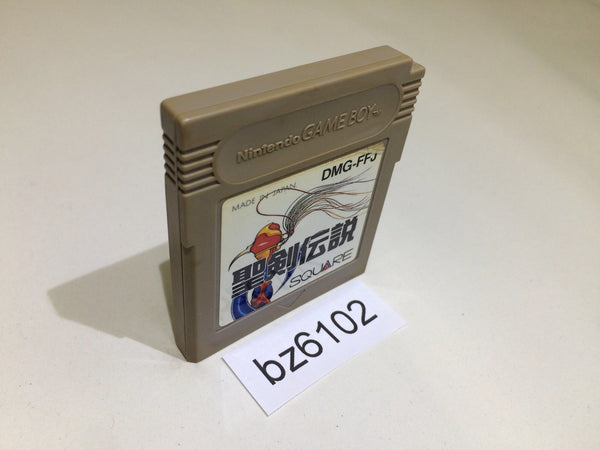 Nintendo GAME BOY
DMG-FFJ
MADE IN JAPAN
聖剣伝説
SQUARE
bz6102